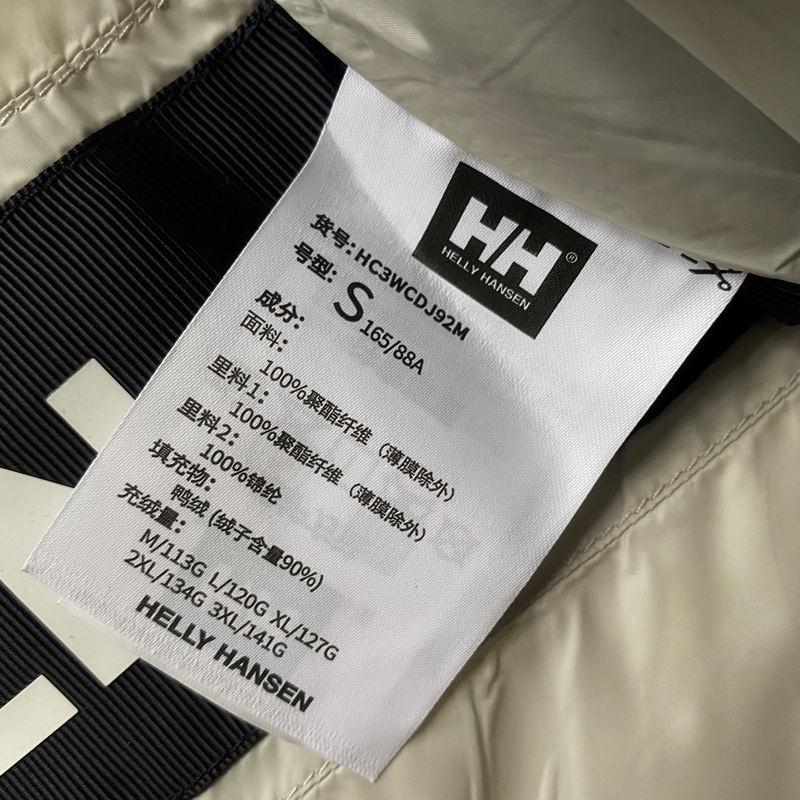 HH®
HELLY HANSEN
货号：HC3WCDJ92M
号型：S 165/88A
成分：
面料：
100%聚酯纤维（薄膜除外）
里料1：
100%聚酯纤维（薄膜除外）
里料2：
100%锦纶
填充物：
鸭绒（绒子含量90%）
充绒量：
M/113G L/120G XL/127G
2XL/134G 3XL/141G
HELLY HANSEN